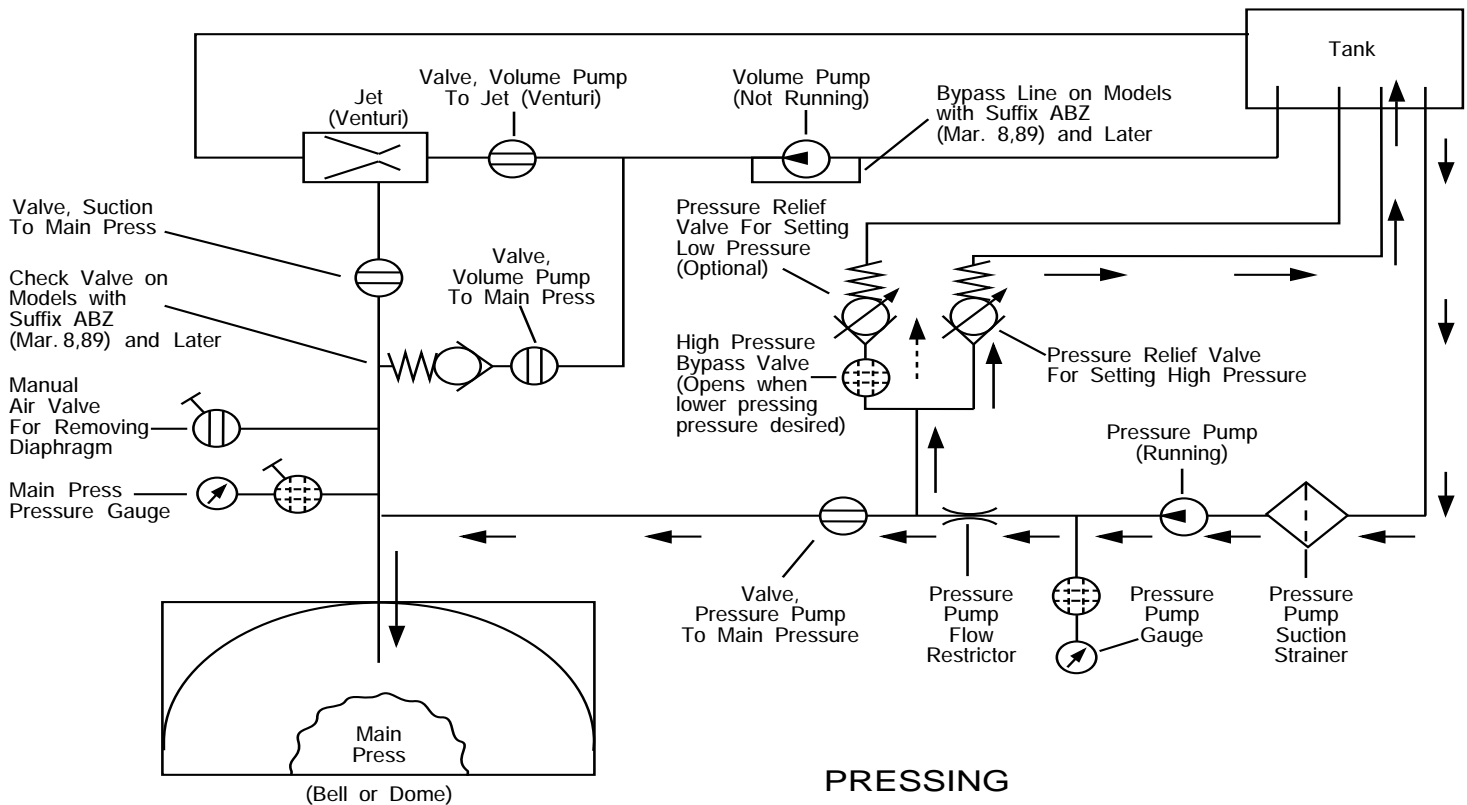 Tank
Valve, Volume Pump
To Jet (Venturi)
Volume Pump
(Not Running)
Bypass Line on Models
with Suffix ABZ
(Mar. 8,89) and Later
Jet
(Venturi)
Valve, Suction
To Main Press
Pressure Relief
Valve For Setting
Low Pressure
(Optional)
Valve,
Volume Pump
To Main Press
Check Valve on
Models with
Suffix ABZ
(Mar. 8,89) and Later
High Pressure
Bypass Valve
(Opens when
lower pressing
pressure desired)
Pressure Relief Valve
For Setting High Pressure
Manual
Air Valve
For Removing
Diaphragm
Pressure Pump
(Running)
Main Press
Pressure Gauge
Valve,
Pressure Pump
To Main Pressure
Pressure
Pump
Flow
Restrictor
Pressure
Pump
Gauge
Pressure
Pump
Suction
Strainer
Main
Press
(Bell or Dome)
PRESSING